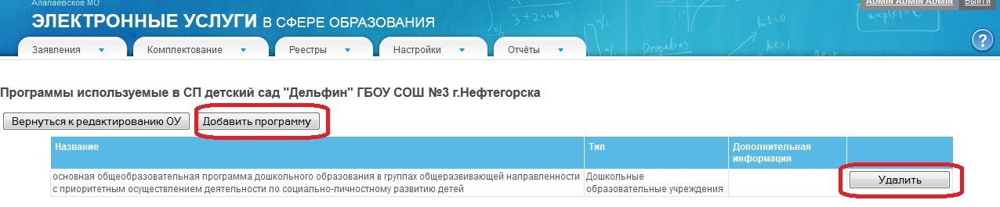 Алапаевское МО
ADMIN ADMIN ADMIN Выйти
ЭЛЕКТРОННЫЕ УСЛУГИ В СФЕРЕ ОБРАЗОВАНИЯ
?
Заявления Комплектование Реестры Настройки Отчёты
Программы используемые в СП детский сад "Дельфин" ГБОУ СОШ №3 г.Нефтегорска
Вернуться к редактированию ОУ Добавить программу
Название Тип Дополнительная
информация
основная общеобразовательная программа дошкольного образования в группах общеразвивающей направленности Дошкольные
с приоритетным осуществлением деятельности по социально-личностному развитию детей образовательные учреждения
Удалить